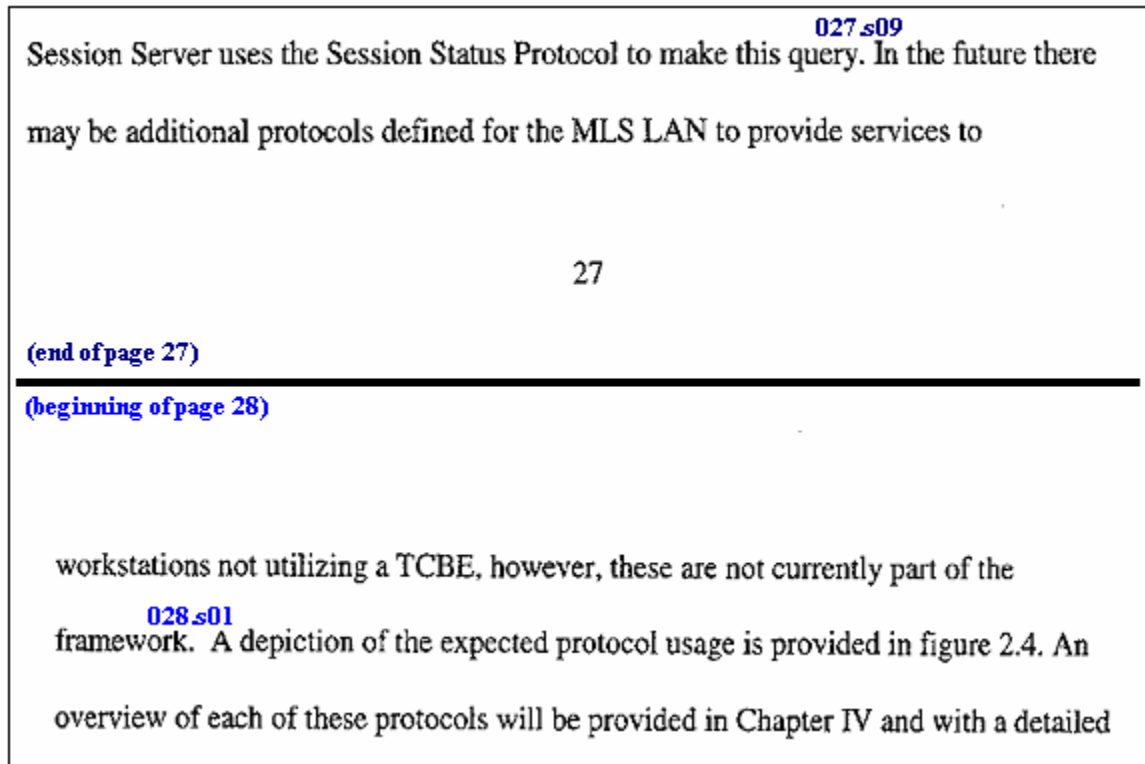 027.s09
Session Server uses the Session Status Protocol to make this query. In the future there
may be additional protocols defined for the MLS LAN to provide services to
27
(end of page 27)
(beginning of page 28)
workstations not utilizing a TCBE, however, these are not currently part of the
028.s01
framework. A depiction of the expected protocol usage is provided in figure 2.4. An
overview of each of these protocols will be provided in Chapter IV and with a detailed